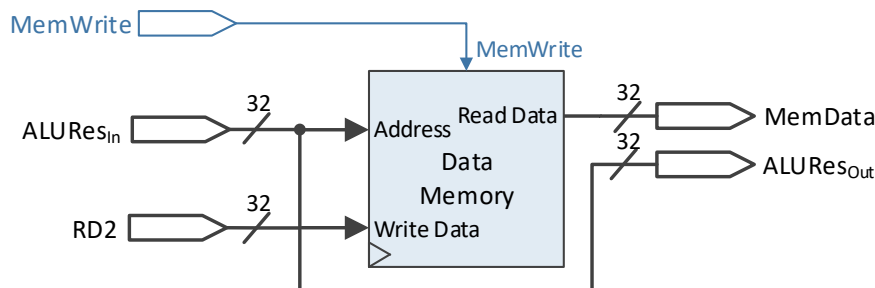 MemWrite
MemWrite
32
32
ALUResIn
Address
Read Data
MemData
32
Data
Memory
ALUResOut
32
RD2
Write Data